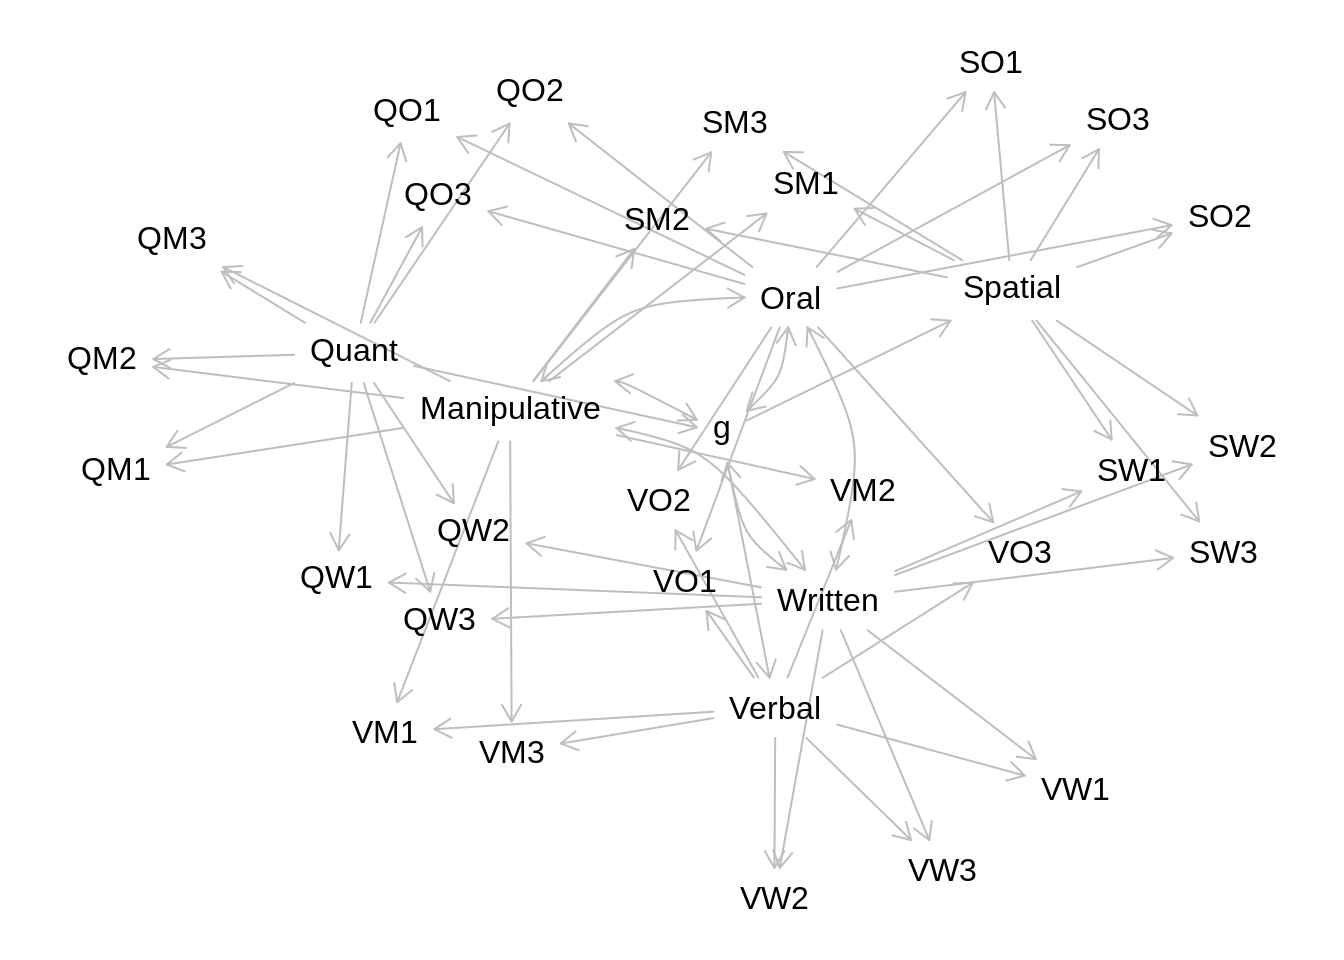 SO1
QO2
QO1
SO3
SM3
SM1
QO3
SO2
SM2
QM3
Spatial
Oral
Quant
QM2
Manipulative
g
SW2
QM1
SW1
VM2
VO2
QW2
VO3
SW3
QW1
VO1
Written
QW3
Verbal
VM1
VM3
VW1
VW3
VW2